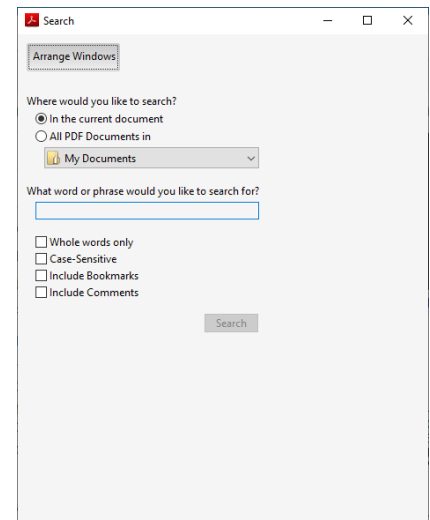 Search
Arrange Windows
Where would you like to search?
In the current document
All PDF Documents in
My Documents
What word or phrase would you like to search for?
Whole words only
Case-Sensitive
Include Bookmarks
Include Comments
Search